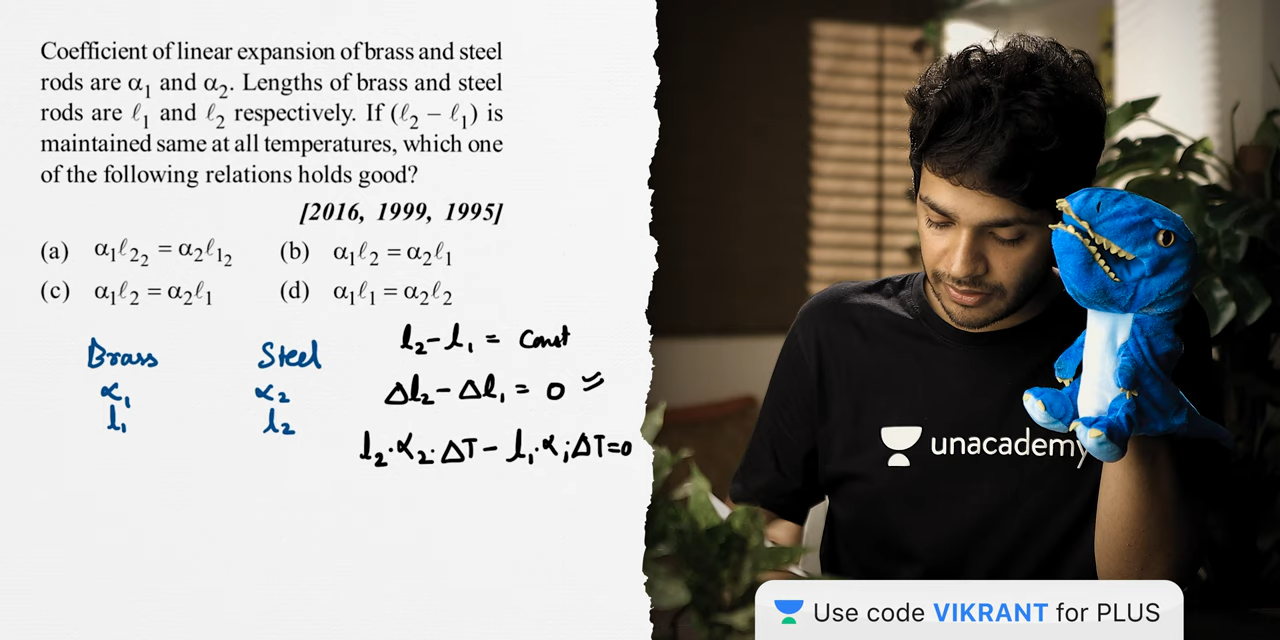 Coefficient of linear expansion of brass and steel
rods are α₁ and α₂. Lengths of brass and steel
rods are ℓ₁ and ℓ₂ respectively. If (ℓ₂ − ℓ₁) is
maintained same at all temperatures, which one
of the following relations holds good?
[2016, 1999, 1995]
(a) α₁ℓ₂₂ = α₂ℓ₁₂ (b) α₁ℓ₂ = α₂ℓ₁
(c) α₁ℓ₂ = α₂ℓ₁ (d) α₁ℓ₁ = α₂ℓ₂
Brass Steel
α₁ α₂
l₁ l₂
l₂ − l₁ = Const
Δl₂ − Δl₁ = 0
l₂·α₂·ΔT − l₁·α₁ΔT=0
unacademy
Use code VIKRANT for PLUS